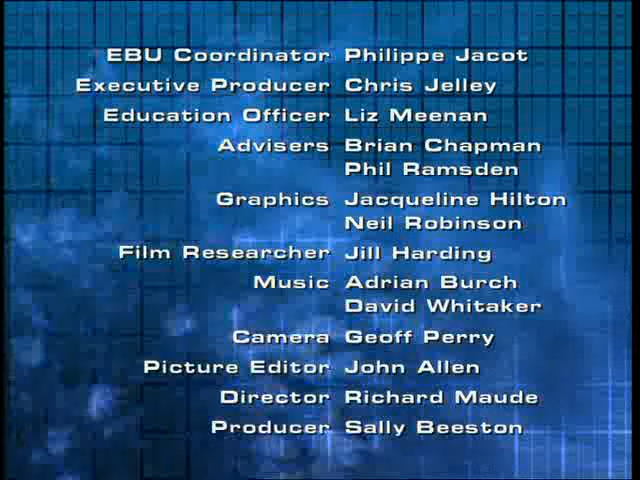 EBU Coordinator Philippe Jacot
Executive Producer Chris Jelley
Education Officer Liz Meenan
Advisers Brian Chapman
Phil Ramsden
Graphics Jacqueline Hilton
Neil Robinson
Film Researcher Jill Harding
Music Adrian Burch
David Whitaker
Camera Geoff Perry
Picture Editor John Allen
Director Richard Maude
Producer Sally Beeston